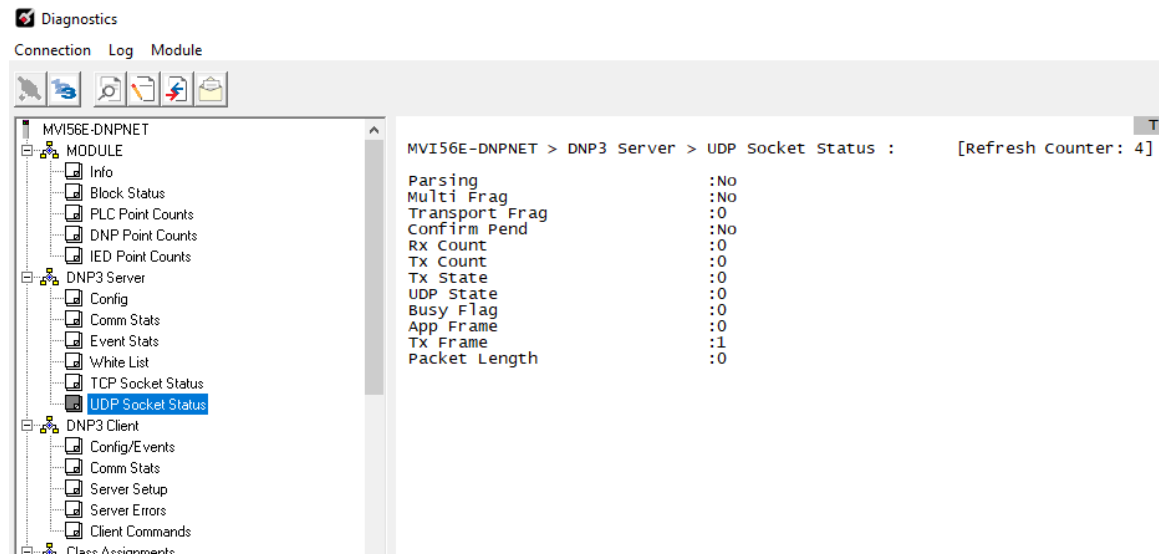 Diagnostics
Connection Log Module
MVI56E-DNPNET
MODULE
Info
Block Status
PLC Point Counts
DNP Point Counts
IED Point Counts
DNP3 Server
Config
Comm Stats
Event Stats
White List
TCP Socket Status
UDP Socket Status
DNP3 Client
Config/Events
Comm Stats
Server Setup
Server Errors
Client Commands
Class Assignments
T
MVI56E-DNPNET > DNP3 Server > UDP Socket Status : [Refresh Counter: 4]
Parsing :No
Multi Frag :No
Transport Frag :0
Confirm Pend :No
Rx Count :0
Tx Count :0
Tx State :0
UDP State :0
Busy Flag :0
App Frame :0
Tx Frame :1
Packet Length :0